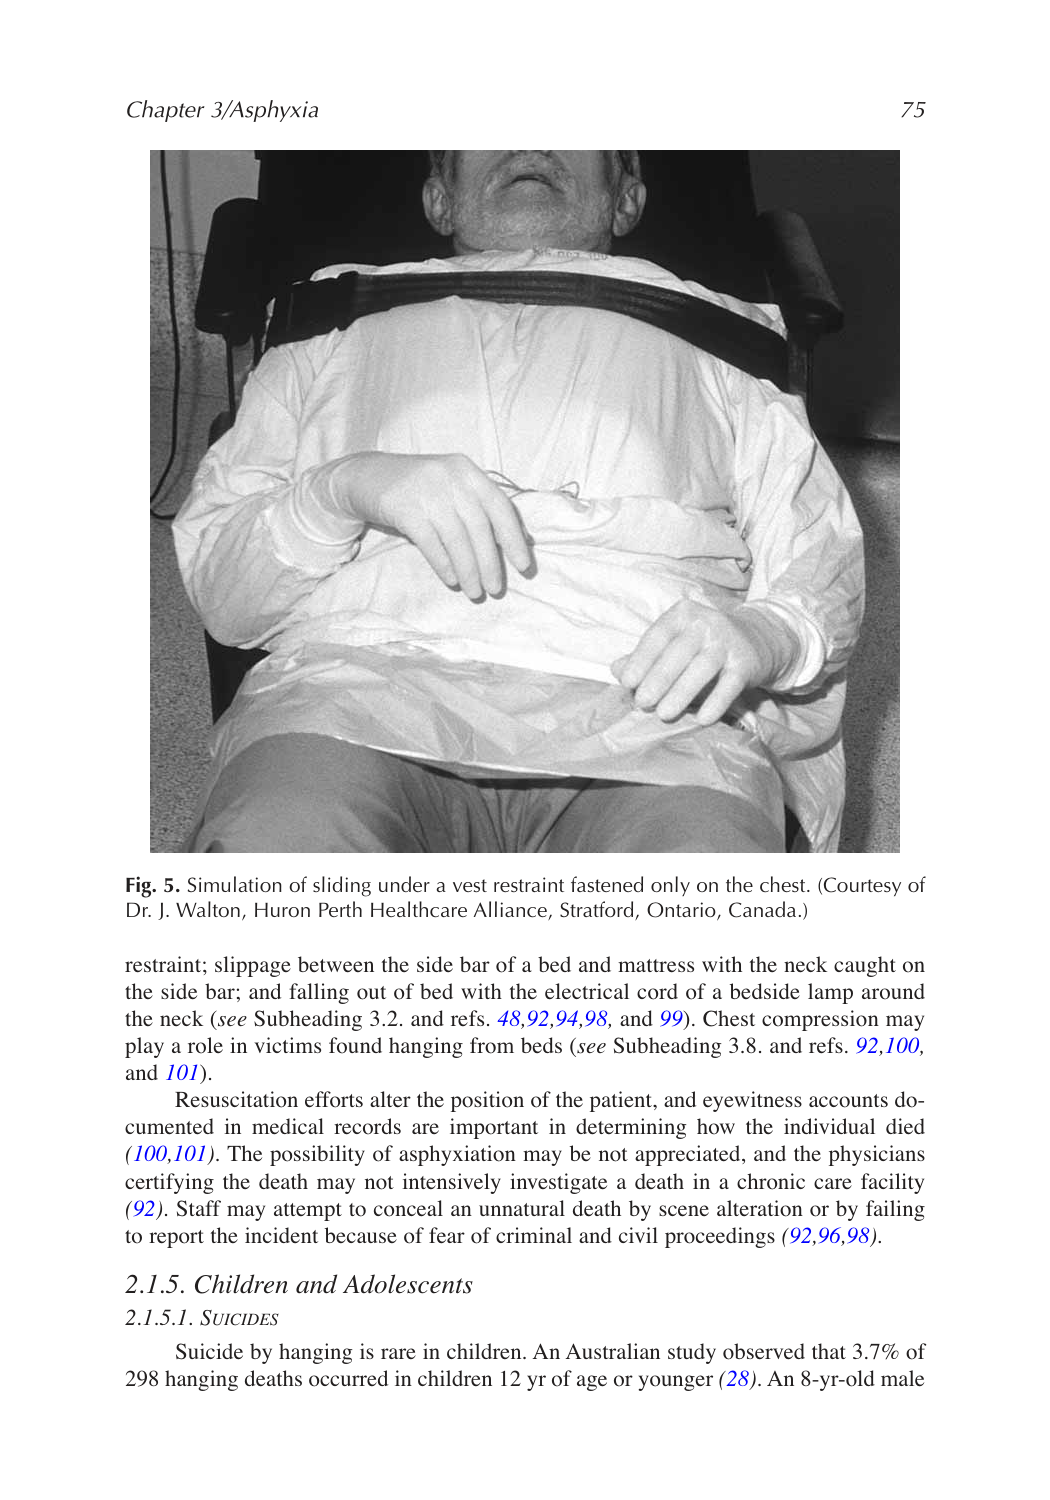 Chapter 3/Asphyxia 75
Fig. 5. Simulation of sliding under a vest restraint fastened only on the chest. (Courtesy of
Dr. J. Walton, Huron Perth Healthcare Alliance, Stratford, Ontario, Canada.)
restraint; slippage between the side bar of a bed and mattress with the neck caught on
the side bar; and falling out of bed with the electrical cord of a bedside lamp around
the neck (see Subheading 3.2. and refs. 48,92,94,98, and 99). Chest compression may
play a role in victims found hanging from beds (see Subheading 3.8. and refs. 92,100,
and 101).
Resuscitation efforts alter the position of the patient, and eyewitness accounts do-
cumented in medical records are important in determining how the individual died
(100,101). The possibility of asphyxiation may be not appreciated, and the physicians
certifying the death may not intensively investigate a death in a chronic care facility
(92). Staff may attempt to conceal an unnatural death by scene alteration or by failing
to report the incident because of fear of criminal and civil proceedings (92,96,98).
2.1.5. Children and Adolescents
2.1.5.1. SUICIDES
Suicide by hanging is rare in children. An Australian study observed that 3.7% of
298 hanging deaths occurred in children 12 yr of age or younger (28). An 8-yr-old male